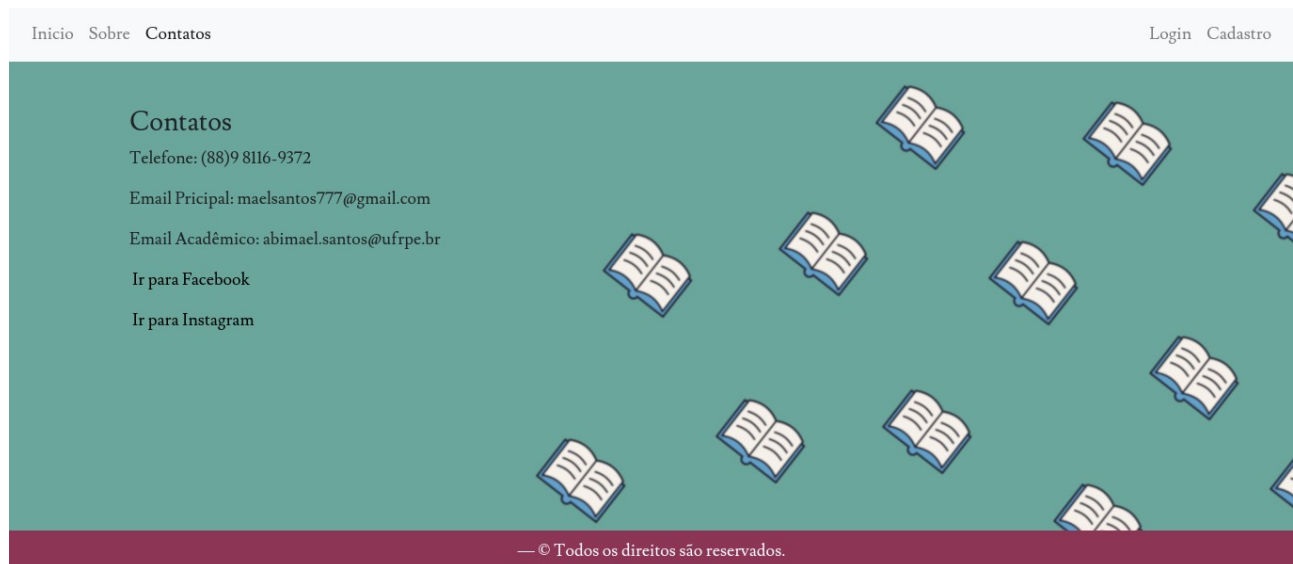 Inicio Sobre Contatos Login Cadastro
Contatos
Telefone: (88)9 8116-9372
Email Pricipal: maelsantos777@gmail.com
Email Acadêmico: abimael.santos@ufrpe.br
Ir para Facebook
Ir para Instagram
— © Todos os direitos são reservados.